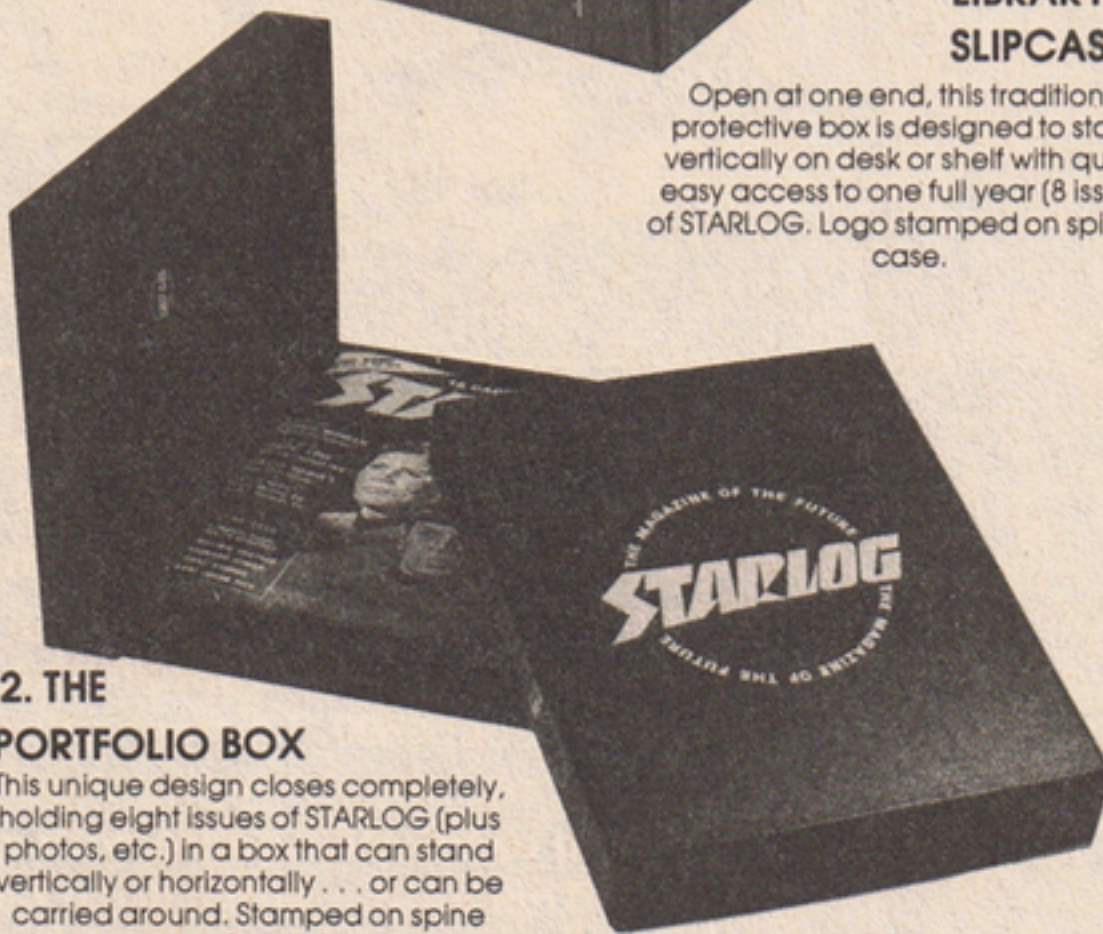 SLIPCAS
Open at one end, this tradition
protective box is designed to sta
vertically on desk or shelf with qu
easy access to one full year (8 iss
of STARLOG. Logo stamped on spi
case.
THE MAGAZINE OF THE FUTURE
STARLOG
THE MAGAZINE OF THE FUTURE
2. THE
PORTFOLIO BOX
This unique design closes completely,
holding eight issues of STARLOG (plus
photos, etc.) in a box that can stand
vertically or horizontally . . . or can be
carried around. Stamped on spine